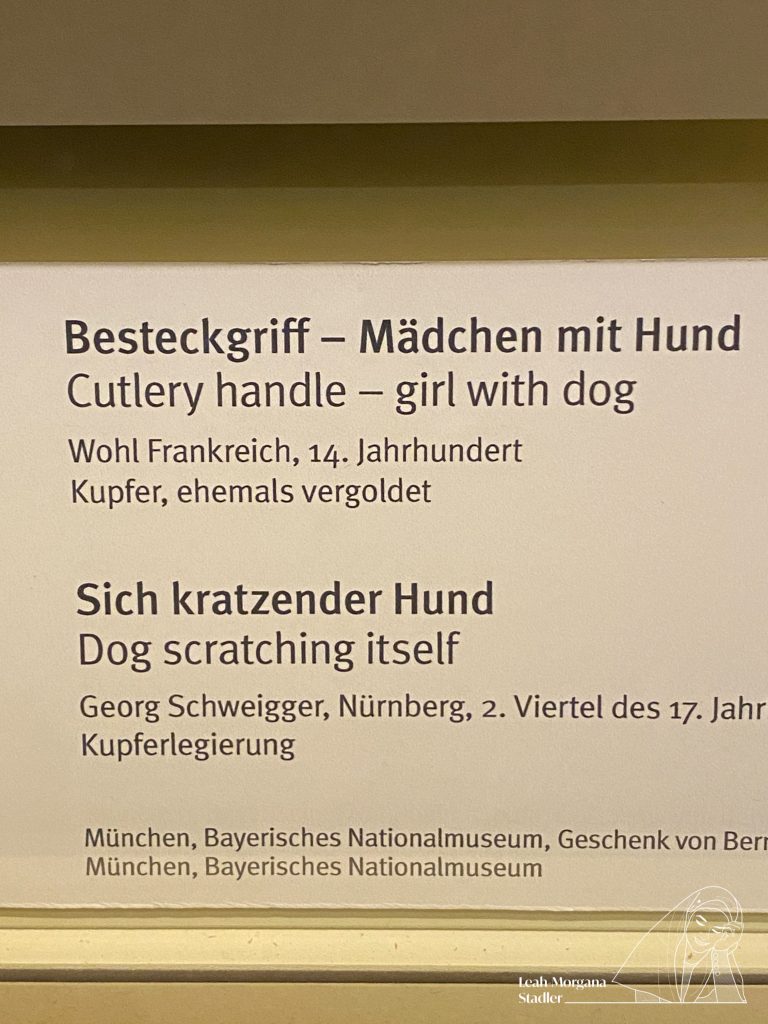 Besteckgriff – Mädchen mit Hund
Cutlery handle – girl with dog
Wohl Frankreich, 14. Jahrhundert
Kupfer, ehemals vergoldet
Sich kratzender Hund
Dog scratching itself
Georg Schweigger, Nürnberg, 2. Viertel des 17. Jahr
Kupferlegierung
München, Bayerisches Nationalmuseum, Geschenk von
München, Bayerisches Nationalmuseum
Leah Morgana
Stadler